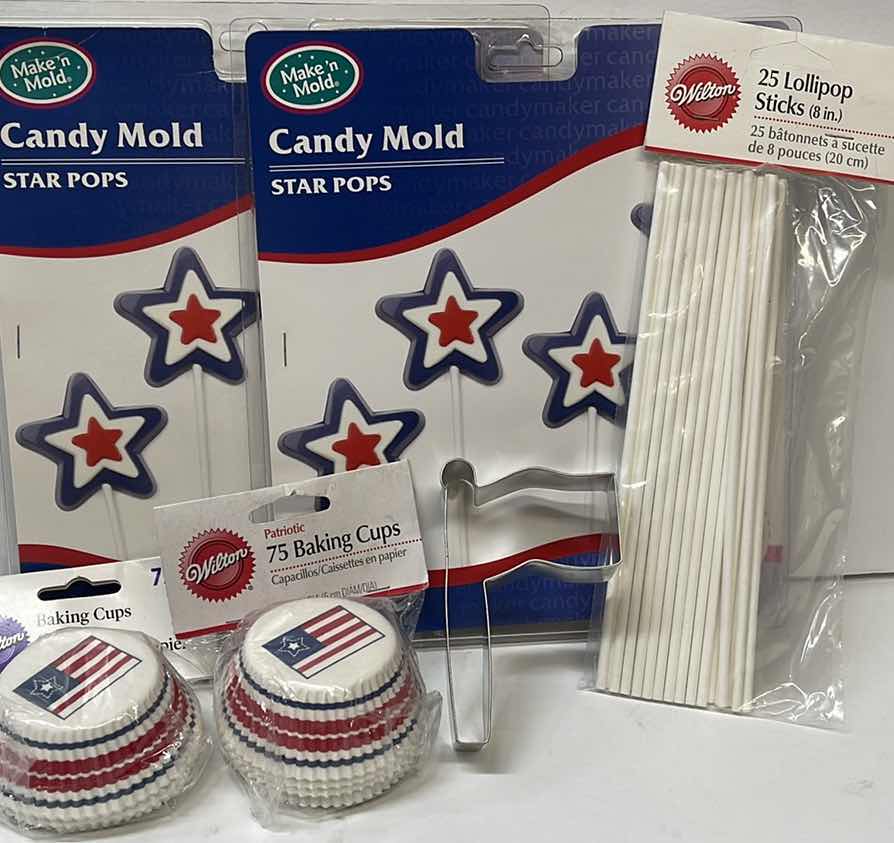 Make 'n
Mold®
Candy Mold
STAR POPS
Make 'n
Mold®
Candy Mold
STAR POPS
candymaker
Wilton
25 Lollipop
Sticks (8 in.)
25 bâtonnets à sucette
de 8 pouces (20 cm)
Wilton
Patriotic
75 Baking Cups
Capacillos/Caissettes en papier
Baking Cups